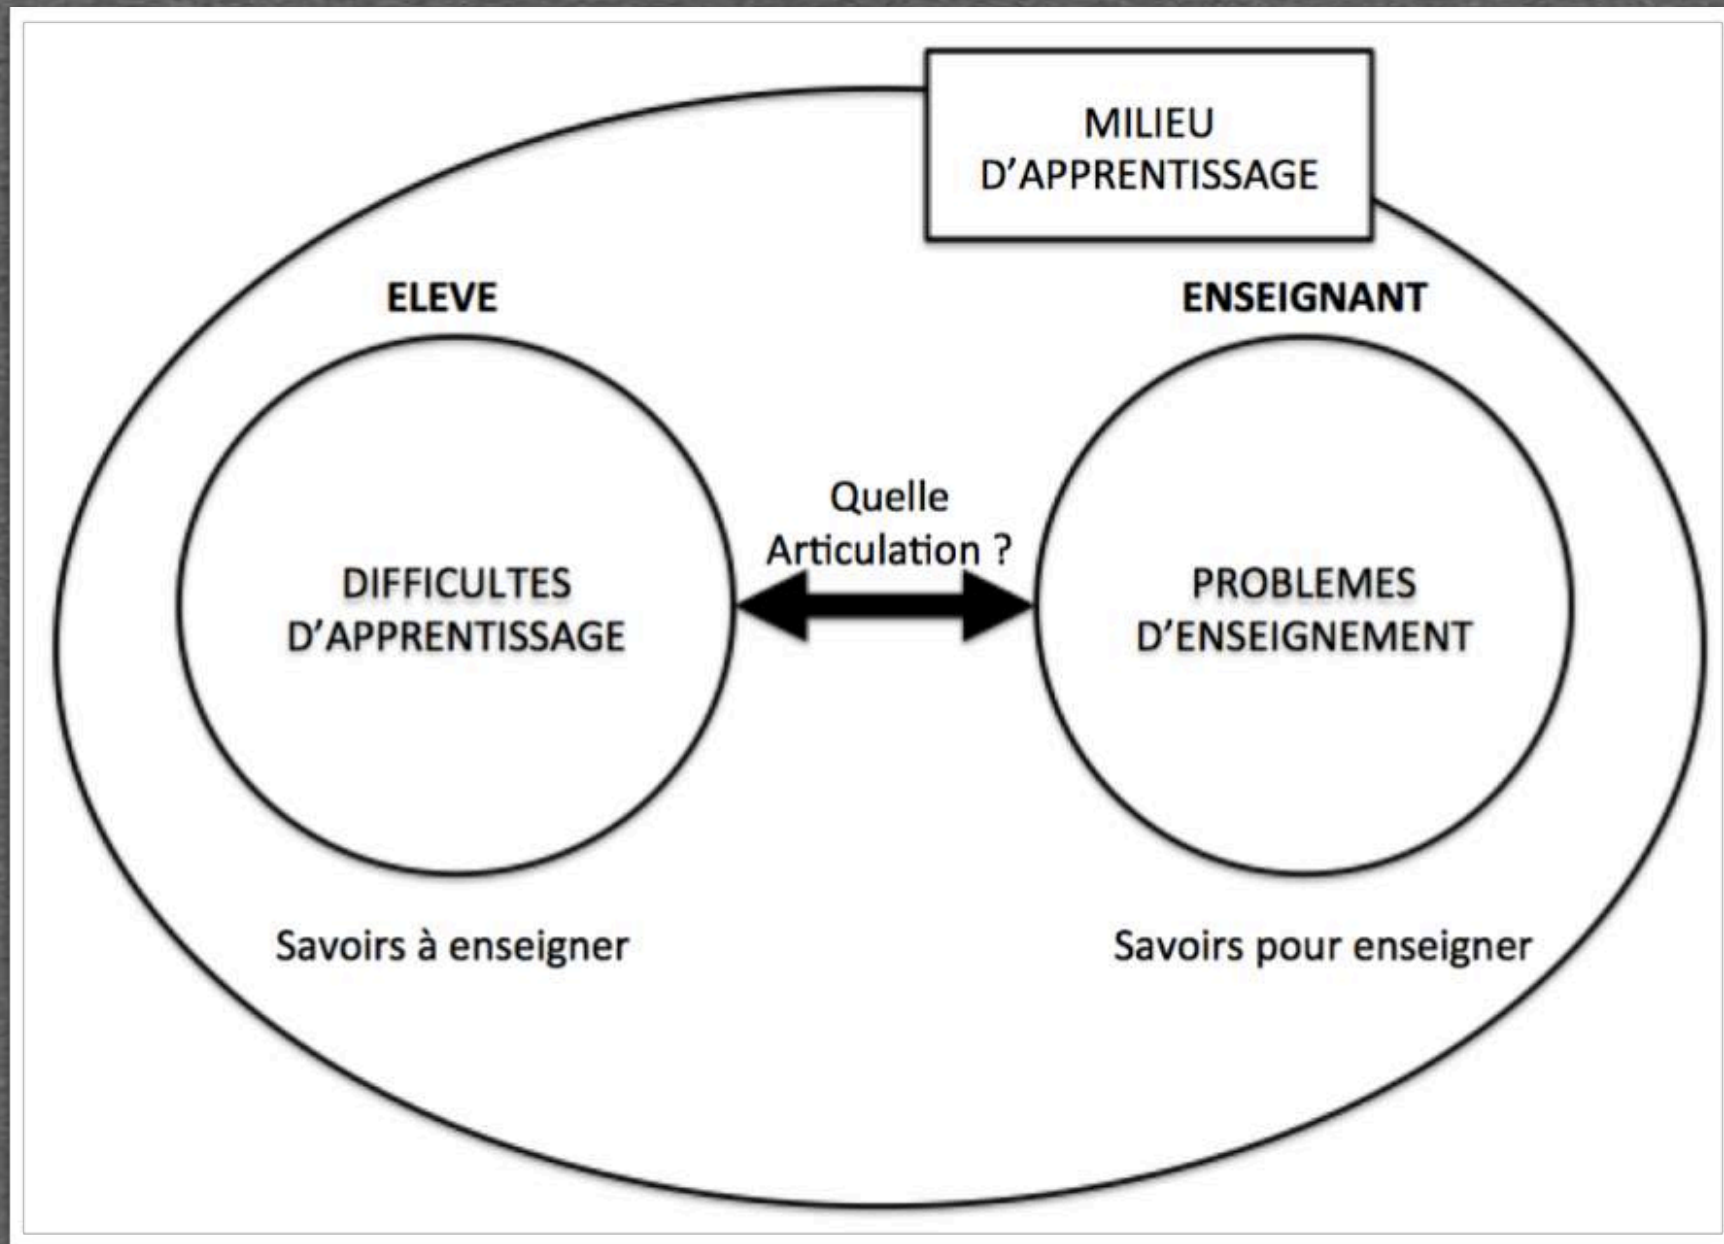 MILIEU
D'APPRENTISSAGE
ELEVE
ENSEIGNANT
Quelle
Articulation ?
DIFFICULTES
D'APPRENTISSAGE
PROBLEMES
D'ENSEIGNEMENT
Savoirs à enseigner
Savoirs pour enseigner